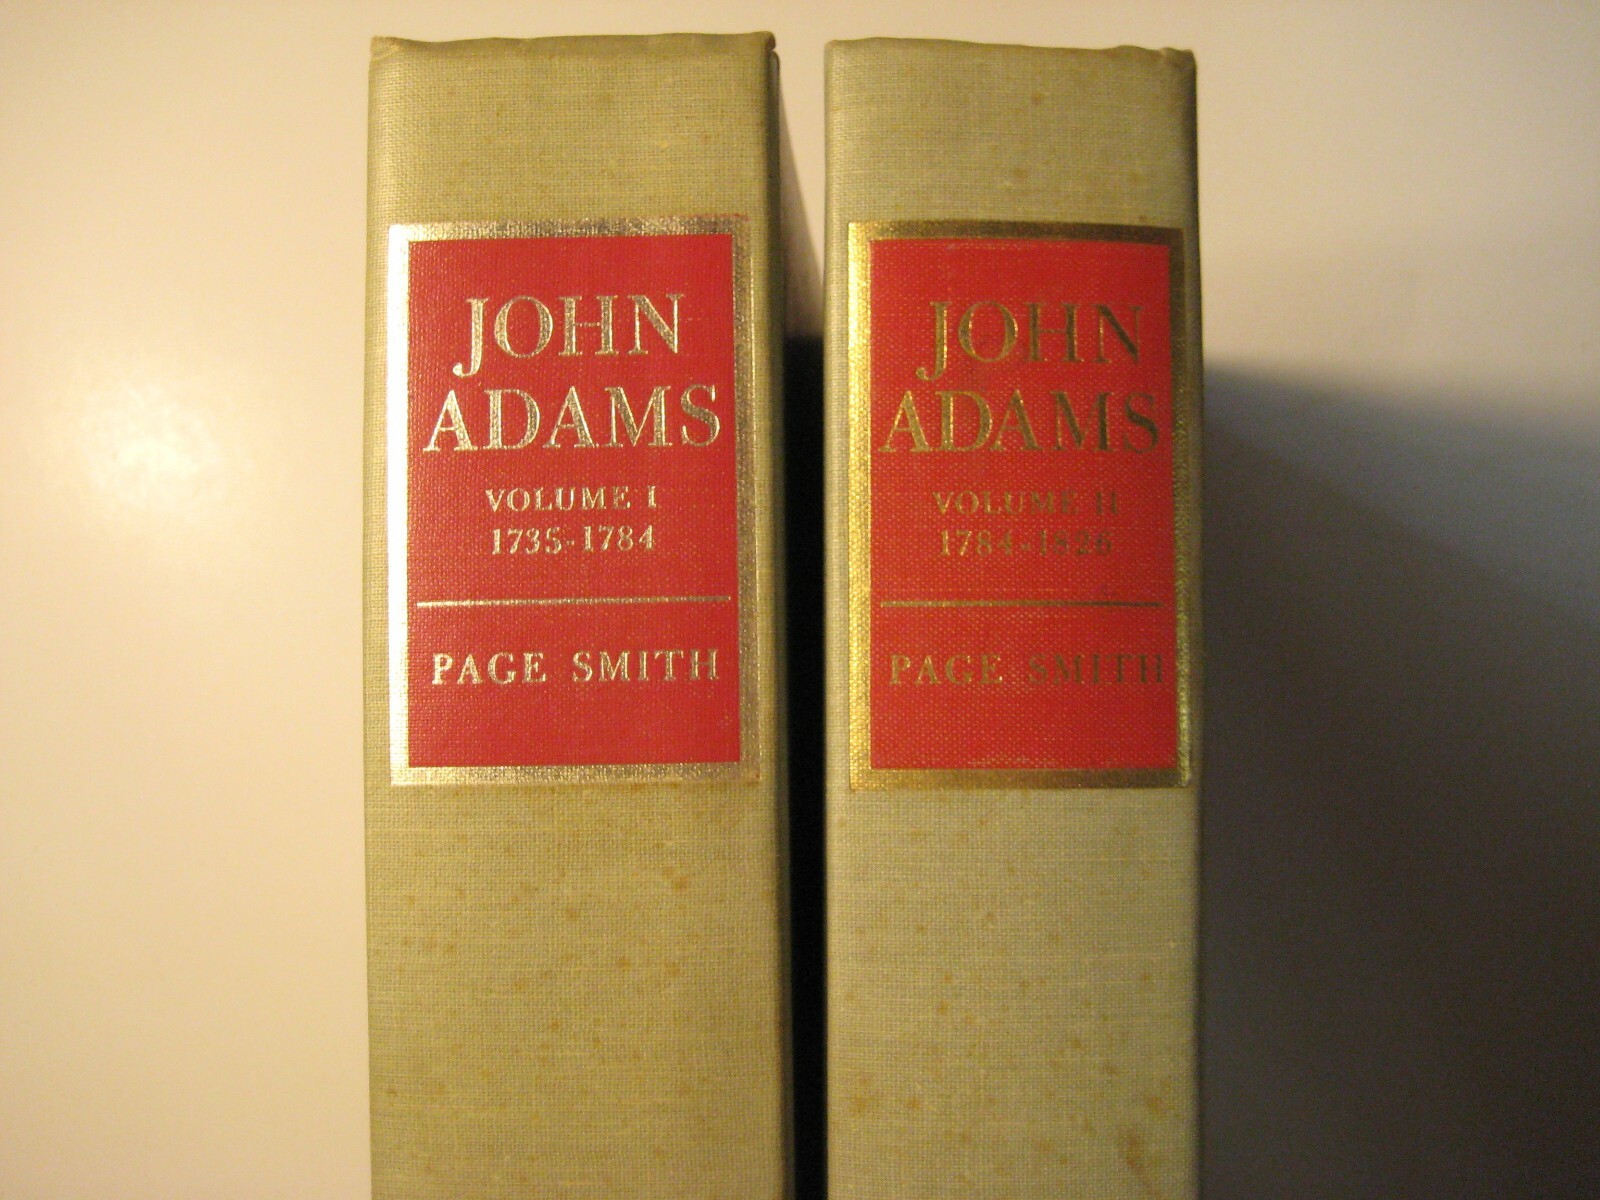 JOHN
ADAMS
VOLUME I
1735-1784
PAGE SMITH
JOHN
ADAMS
VOLUME II
1784-1826
PAGE SMITH